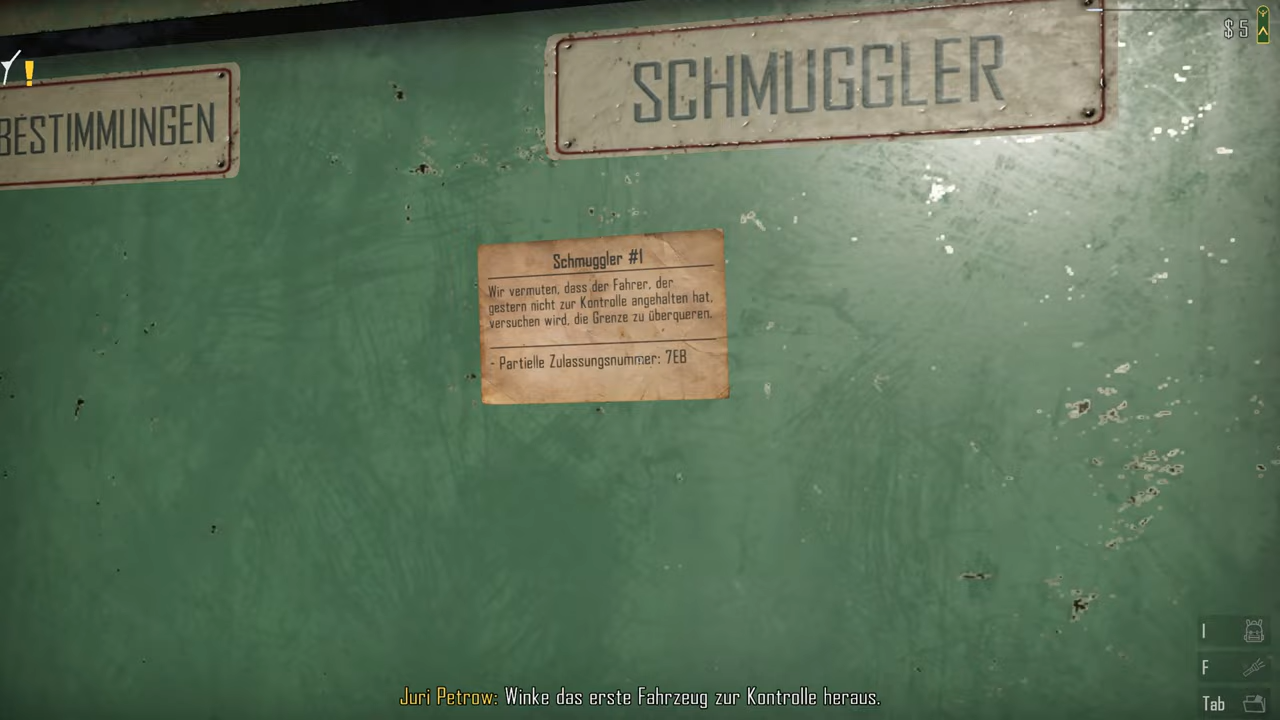 $ 5
BESTIMMUNGEN
SCHMUGGLER
Schmuggler #1
Wir vermuten, dass der Fahrer, der
gestern nicht zur Kontrolle angehalten hat,
versuchen wird, die Grenze zu überqueren.
- Partielle Zulassungsnummer: 7EB
I
F
Tab
Juri Petrow: Winke das erste Fahrzeug zur Kontrolle heraus.